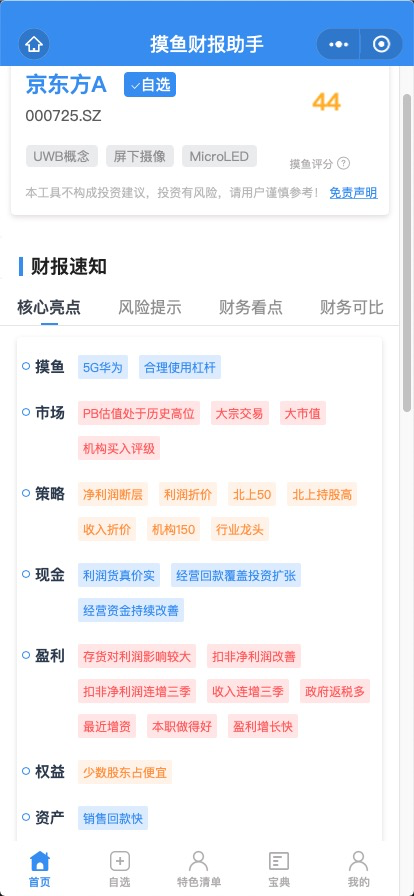 摸鱼财报助手
京东方A ✓自选
000725.SZ
44
UWB概念 屏下摄像 MicroLED
摸鱼评分 ?
本工具不构成投资建议，投资有风险，请用户谨慎参考！ 免责声明
财报速知
核心亮点 风险提示 财务看点 财务可比
摸鱼 5G华为 合理使用杠杆
市场 PB估值处于历史高位 大宗交易 大市值
机构买入评级
策略 净利润断层 利润折价 北上50 北上持股高
收入折价 机构150 行业龙头
现金 利润货真价实 经营回款覆盖投资扩张
经营资金持续改善
盈利 存货对利润影响较大 扣非净利润改善
扣非净利润连增三季 收入连增三季 政府返税多
最近增资 本职做得好 盈利增长快
权益 少数股东占便宜
资产 销售回款快
首页 自选 特色清单 宝典 我的